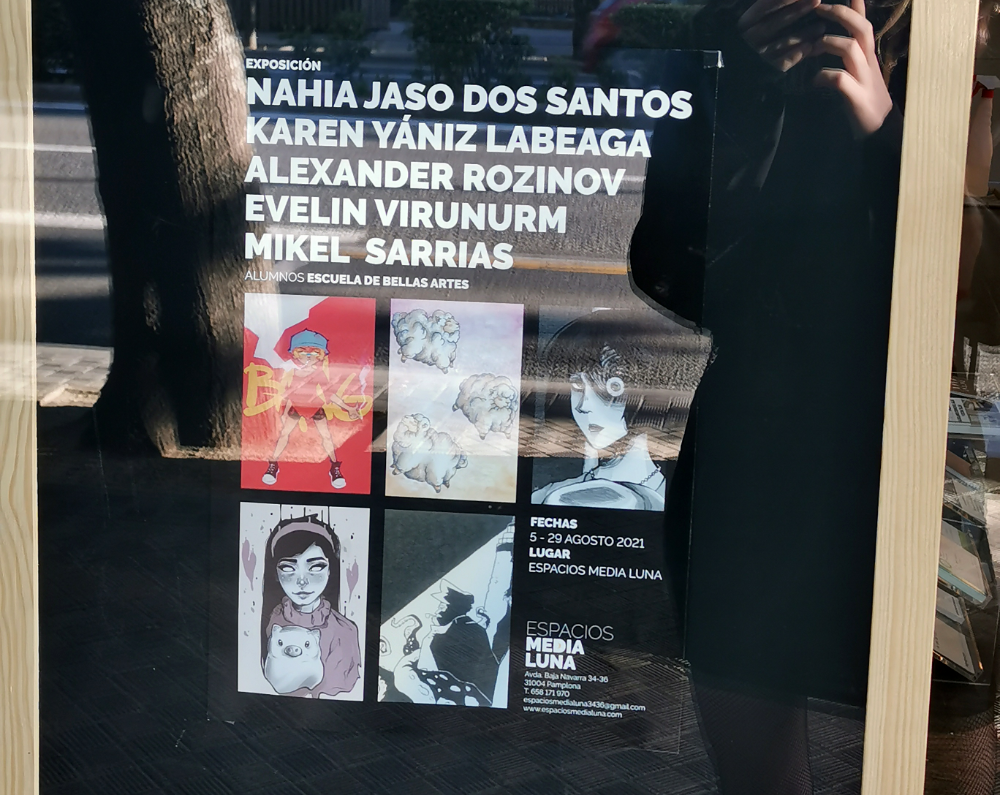 EXPOSICIÓN
NAHIA JASO DOS SANTOS
KAREN YÁNIZ LABEAGA
ALEXANDER ROZINOV
EVELIN VIRUNURM
MIKEL SARRIAS
ALUMNOS ESCUELA DE BELLAS ARTES
BANG
FECHAS
5 - 29 AGOSTO 2021
LUGAR
ESPACIOS MEDIA LUNA
ESPACIOS
MEDIA
LUNA
Avda. Baja Navarra 34-36
31004 Pamplona
T. 658 171 970
espaciosmedialuna3436@gmail.com
www.espaciosmedialuna.com